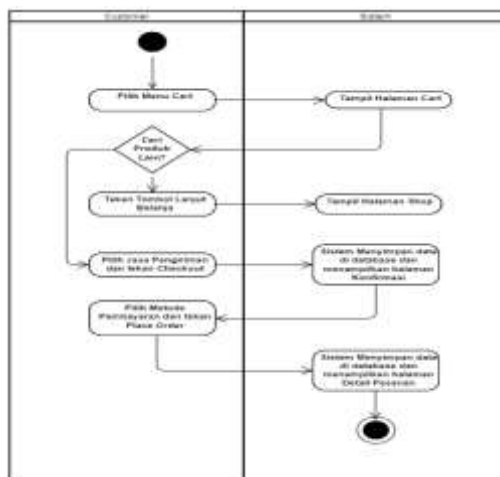 Customer
Sistem
Pilih Menu Cart
Tampil Halaman Cart
Cari
Produk
Lain?
Tekan Tombol Lanjut
Belanja
Tampil Halaman Shop
Pilih Jasa Pengiriman
dan tekan Checkout
Sistem Menyimpan data
di database dan
menampilkan halaman
Konfirmasi
Pilih Metode
Pembayaran dan tekan
Place Order
Sistem Menyimpan data
di database dan
menampilkan halaman
Detail Pesanan